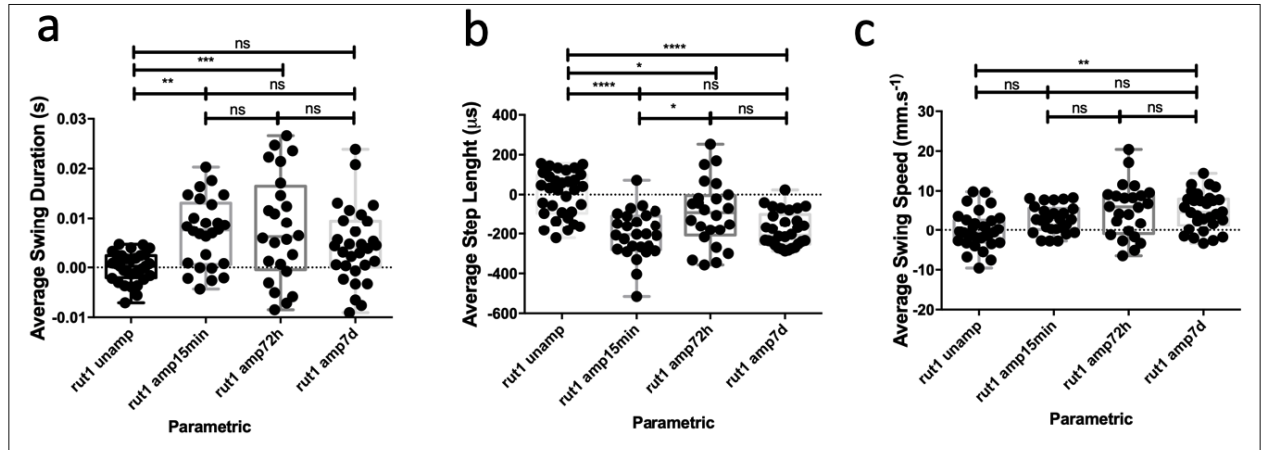 a
ns
***
**
ns
ns
ns
Average Swing Duration (s)
0.03
0.02
0.01
0.00
-0.01
rut1 unamp
rut1 amp15min
rut1 amp72h
rut1 amp7d
Parametric
b
****
*
****
ns
*
ns
Average Step Lenght (µs)
400
200
0
-200
-400
-600
rut1 unamp
rut1 amp15min
rut1 amp72h
rut1 amp7d
Parametric
c
**
ns
ns
ns
ns
Average Swing Speed (mm.s-1)
30
20
10
0
-10
-20
rut1 unamp
rut1 amp15min
rut1 amp72h
rut1 amp7d
Parametric